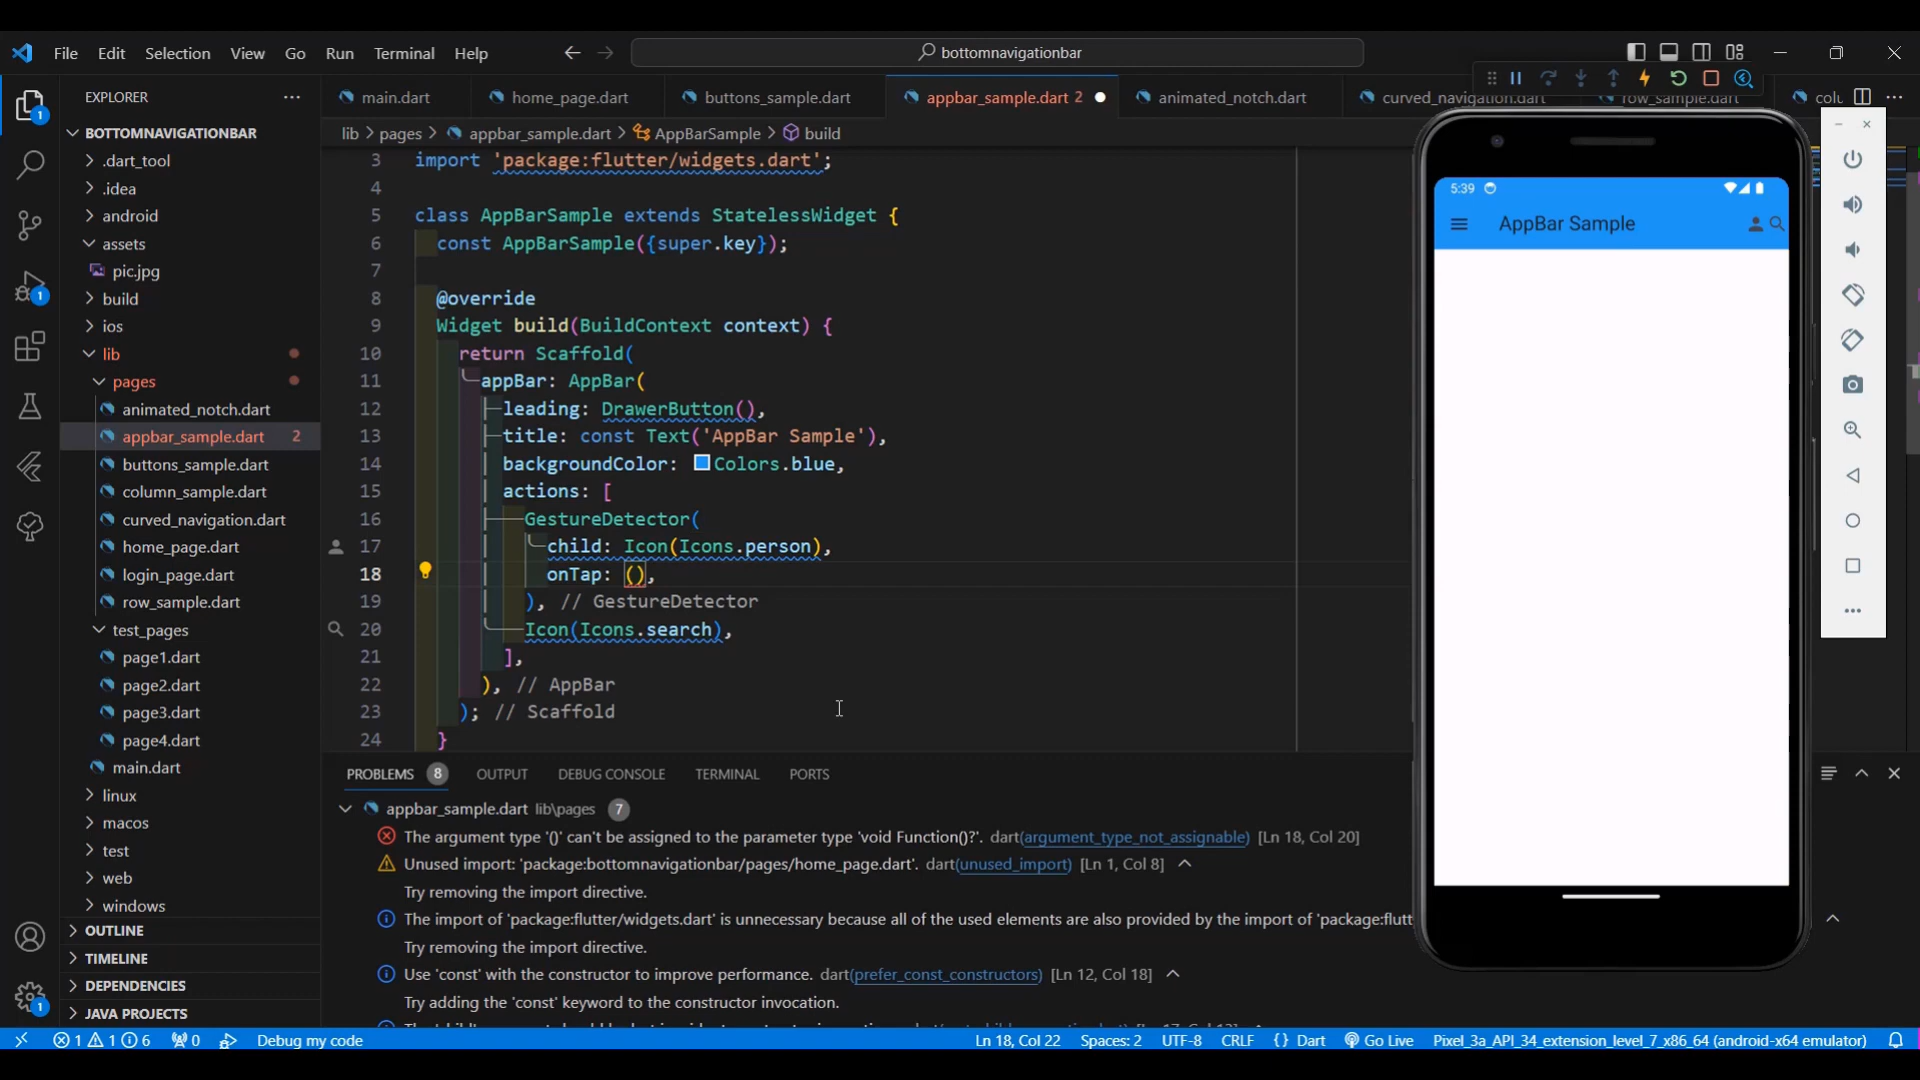 File Edit Selection View Go Run Terminal Help
bottomnavigationbar
EXPLORER
BOTTOMNAVIGATIONBAR
.dart_tool
.idea
android
assets
pic.jpg
build
ios
lib
pages
animated_notch.dart
appbar_sample.dart 2
buttons_sample.dart
column_sample.dart
curved_navigation.dart
home_page.dart
login_page.dart
row_sample.dart
test_pages
page1.dart
page2.dart
page3.dart
page4.dart
main.dart
linux
macos
test
web
windows
OUTLINE
TIMELINE
DEPENDENCIES
JAVA PROJECTS
1
1
1
main.dart home_page.dart buttons_sample.dart appbar_sample.dart 2 animated_notch.dart curved_navigation.dart row_sample.dart
lib > pages > appbar_sample.dart > AppBarSample > build
3 import 'package:flutter/widgets.dart';
4
5 class AppBarSample extends StatelessWidget {
6 const AppBarSample({super.key});
7
8 @override
9 Widget build(BuildContext context) {
10 return Scaffold(
11 appBar: AppBar(
12 leading: DrawerButton(),
13 title: const Text('AppBar Sample'),
14 backgroundColor: Colors.blue,
15 actions: [
16 GestureDetector(
17 child: Icon(Icons.person),
18 onTap: (),
19 ), // GestureDetector
20 Icon(Icons.search),
21 ],
22 ), // AppBar
23 ); // Scaffold
24 }
PROBLEMS 8 OUTPUT DEBUG CONSOLE TERMINAL PORTS
appbar_sample.dart lib\pages 7
The argument type '()' can't be assigned to the parameter type 'void Function()?'. dart(argument_type_not_assignable) [Ln 18, Col 20]
Unused import: 'package:bottomnavigationbar/pages/home_page.dart'. dart(unused_import) [Ln 1, Col 8]
Try removing the import directive.
The import of 'package:flutter/widgets.dart' is unnecessary because all of the used elements are also provided by the import of 'package:flutt
Try removing the import directive.
Use 'const' with the constructor to improve performance. dart(prefer_const_constructors) [Ln 12, Col 18]
Try adding the 'const' keyword to the constructor invocation.
5:39
AppBar Sample
1 1 6 0 Debug my code Ln 18, Col 22 Spaces: 2 UTF-8 CRLF {} Dart Go Live Pixel_3a_API_34_extension_level_7_x86_64 (android-x64 emulator)